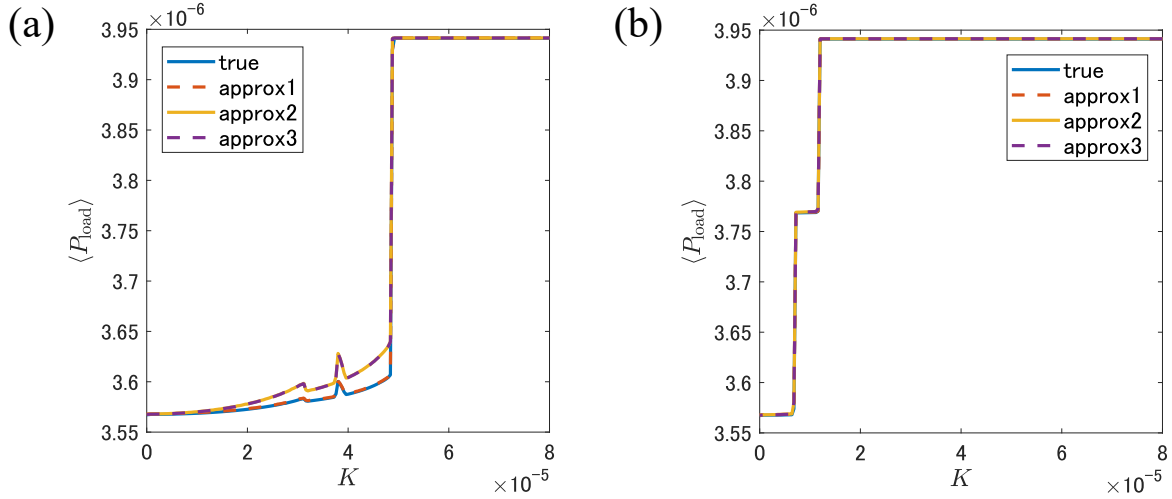 (a)
×10⁻⁶
3.95
3.9
3.85
3.8
3.75
3.7
3.65
3.6
3.55
⟨P_load⟩
true
approx1
approx2
approx3
0 2 4 6 8
K
×10⁻⁵
(b)
×10⁻⁶
3.95
3.9
3.85
3.8
3.75
3.7
3.65
3.6
3.55
⟨P_load⟩
true
approx1
approx2
approx3
0 2 4 6 8
K
×10⁻⁵